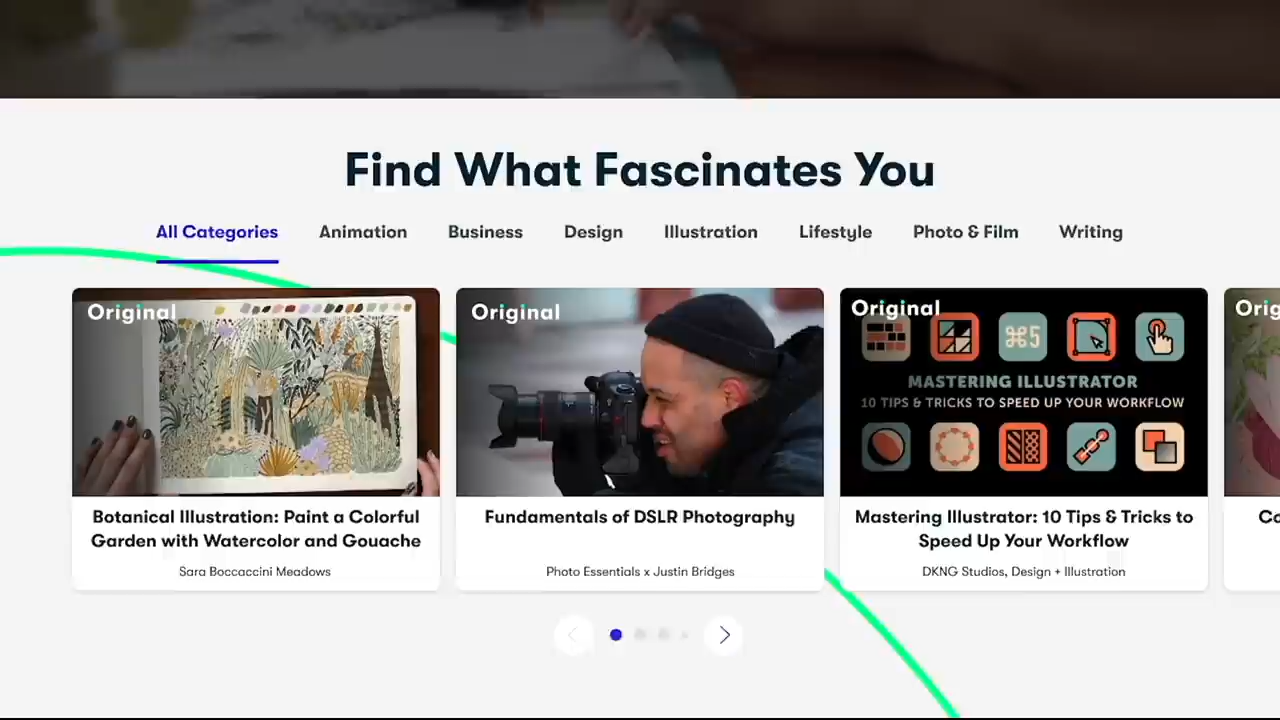 Find What Fascinates You
All Categories Animation Business Design Illustration Lifestyle Photo & Film Writing
Original
Botanical Illustration: Paint a Colorful
Garden with Watercolor and Gouache
Sara Boccaccini Meadows
Original
Fundamentals of DSLR Photography
Photo Essentials x Justin Bridges
Original
⌘5
MASTERING ILLUSTRATOR
10 TIPS & TRICKS TO SPEED UP YOUR WORKFLOW
Mastering Illustrator: 10 Tips & Tricks to
Speed Up Your Workflow
DKNG Studios, Design + Illustration